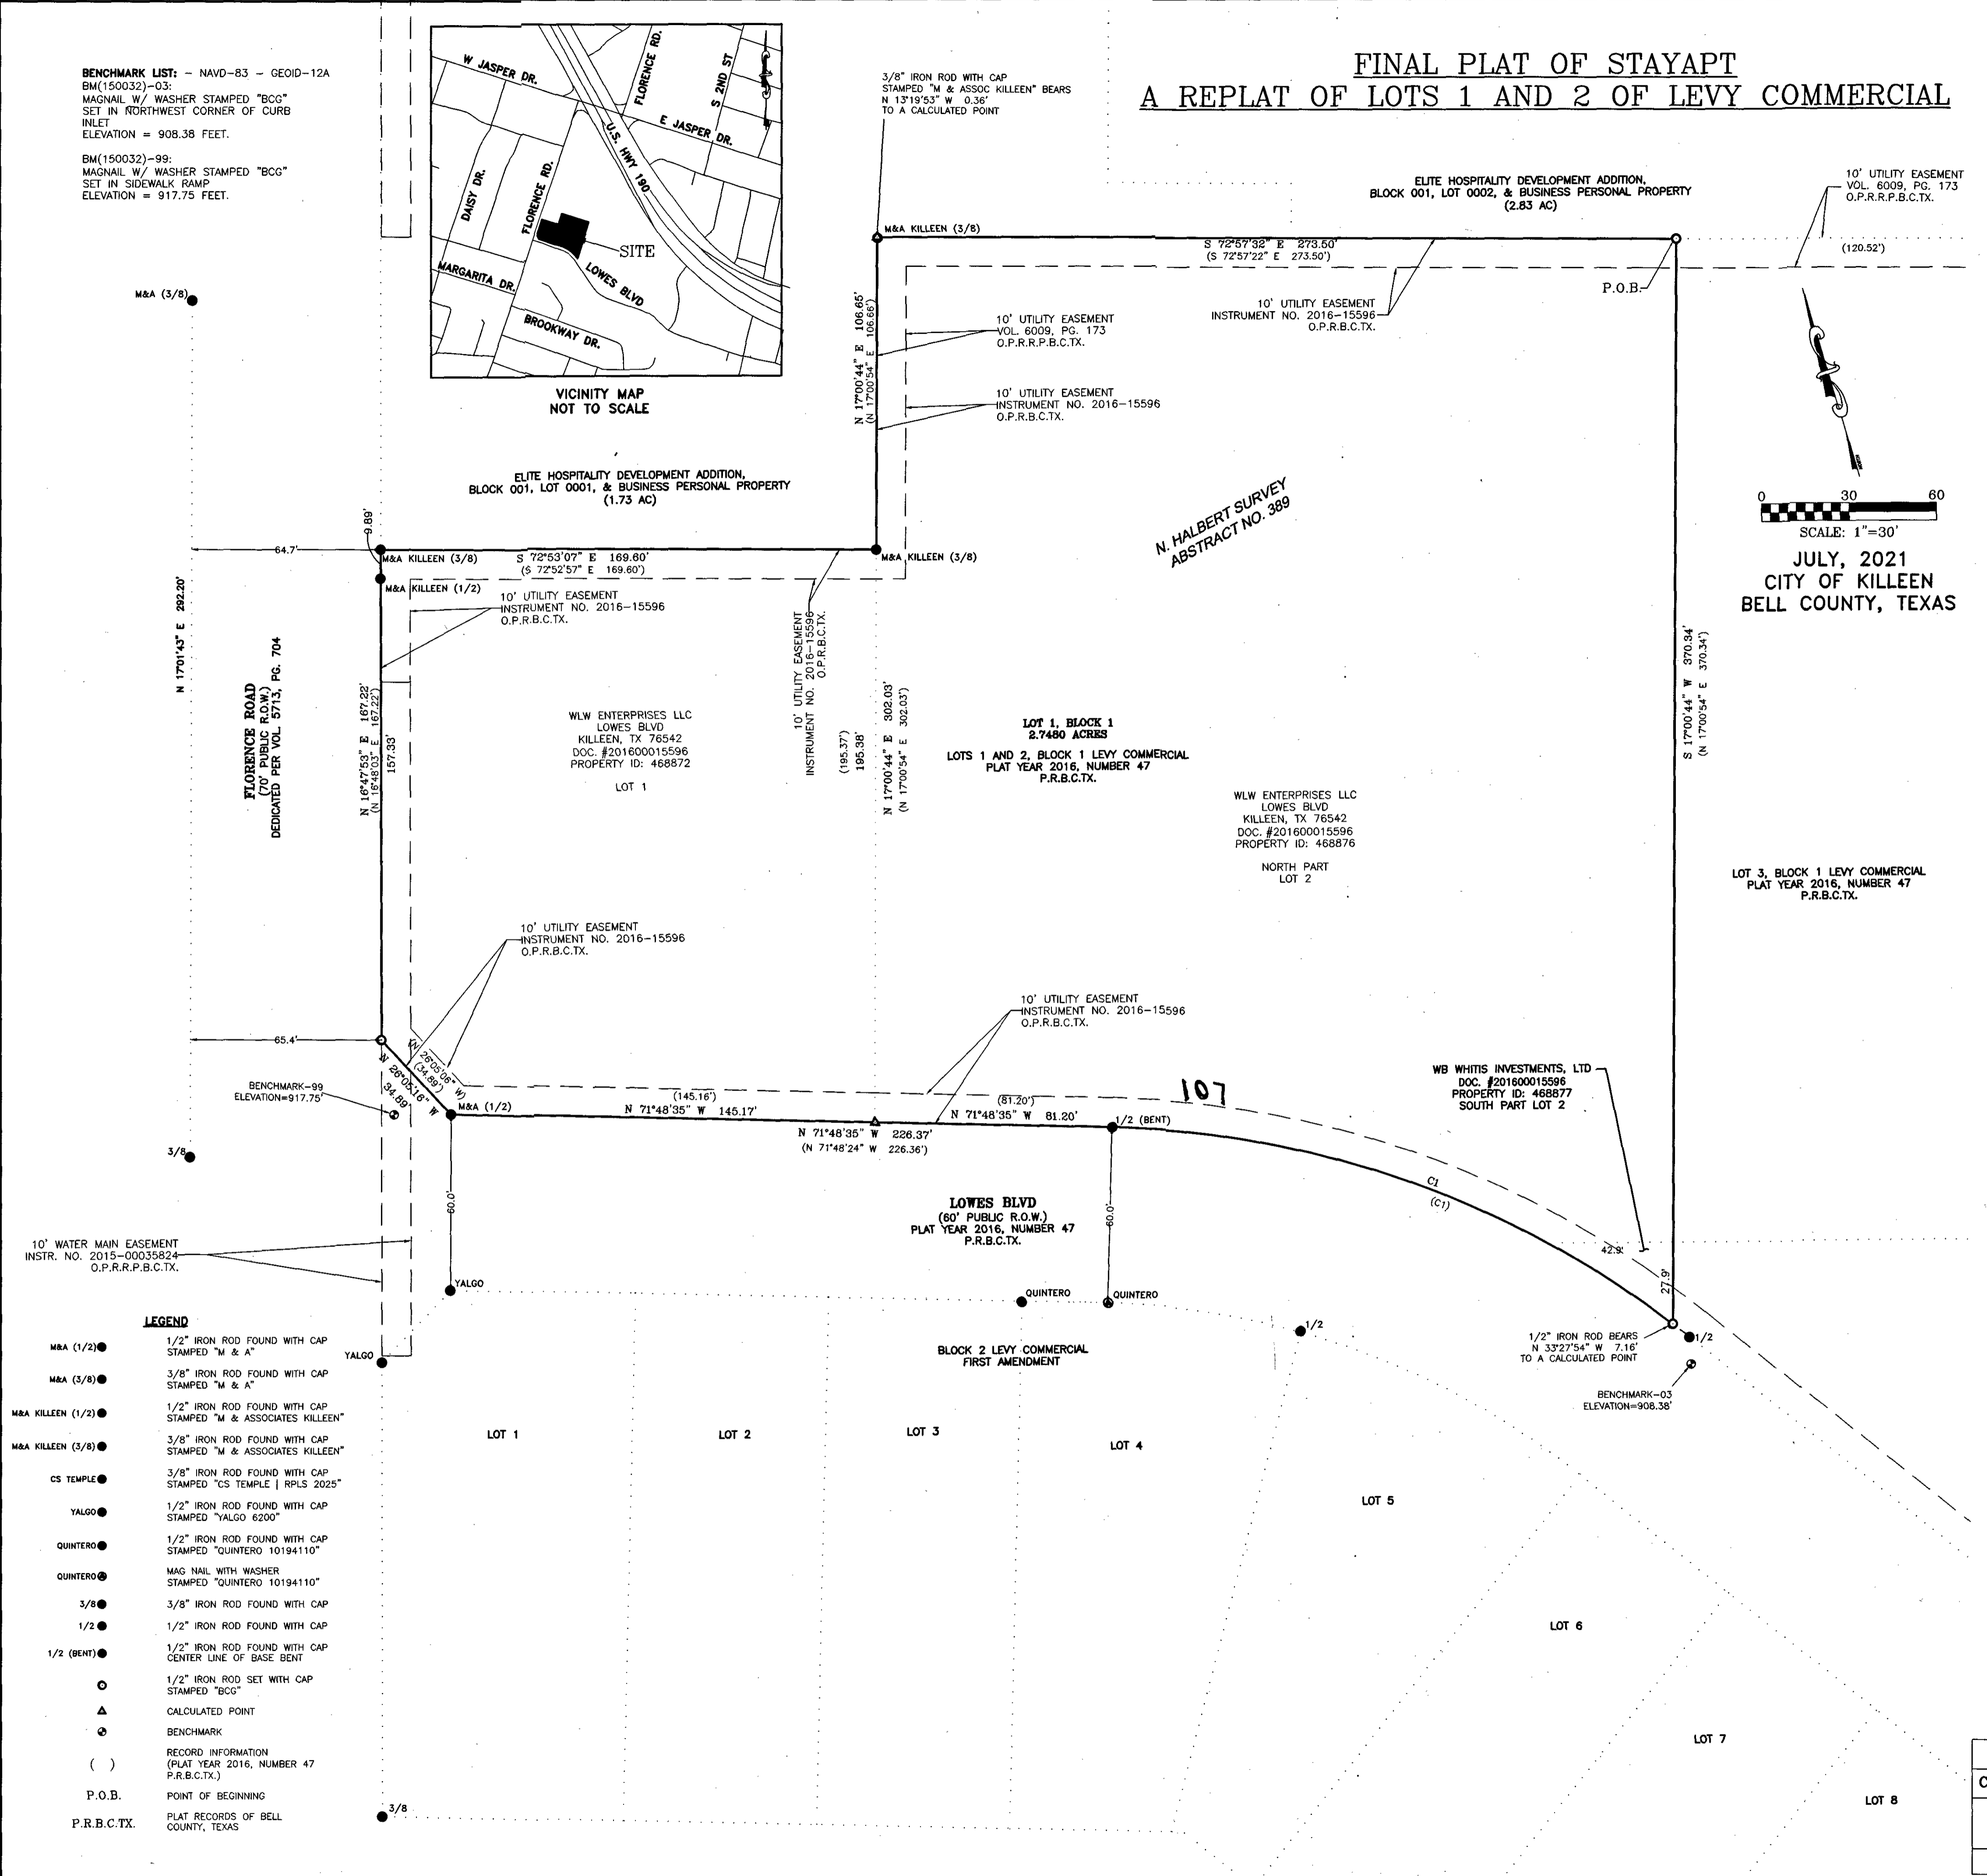 FINAL PLAT OF STAYAPT
A REPLAT OF LOTS 1 AND 2 OF LEVY COMMERCIAL
BENCHMARK LIST: - NAVD-83 - GEOID-12A
BM(150032)-03:
MAGNAIL W/ WASHER STAMPED "BCG"
SET IN NORTHWEST CORNER OF CURB
INLET
ELEVATION = 908.38 FEET.
BM(150032)-99:
MAGNAIL W/ WASHER STAMPED "BCG"
SET IN SIDEWALK RAMP
ELEVATION = 917.75 FEET.
W JASPER DR.
FLORENCE RD.
S 2ND ST
E JASPER DR.
U.S. HWY 190
DAISY DR.
FLORENCE RD.
SITE
MARGARITA DR.
LOWES BLVD
BROOKWAY DR.
VICINITY MAP
NOT TO SCALE
3/8" IRON ROD WITH CAP
STAMPED "M & ASSOC KILLEEN" BEARS
N 13°19'53" W 0.36'
TO A CALCULATED POINT
ELITE HOSPITALITY DEVELOPMENT ADDITION,
BLOCK 001, LOT 0002, & BUSINESS PERSONAL PROPERTY
(2.83 AC)
10' UTILITY EASEMENT
VOL. 6009, PG. 173
O.P.R.R.P.B.C.TX.
(120.52')
M&A KILLEEN (3/8)
S 72°57'32" E 273.50'
(S 72°57'22" E 273.50')
P.O.B.
10' UTILITY EASEMENT
INSTRUMENT NO. 2016-15596
O.P.R.B.C.TX.
10' UTILITY EASEMENT
VOL. 6009, PG. 173
O.P.R.R.P.B.C.TX.
10' UTILITY EASEMENT
INSTRUMENT NO. 2016-15596
O.P.R.B.C.TX.
N 17°00'44" E 106.65'
(N 17°00'54" E 106.66')
M&A (3/8)
ELITE HOSPITALITY DEVELOPMENT ADDITION,
BLOCK 001, LOT 0001, & BUSINESS PERSONAL PROPERTY
(1.73 AC)
N. HALBERT SURVEY
ABSTRACT NO. 389
0 30 60
SCALE: 1"=30'
JULY, 2021
CITY OF KILLEEN
BELL COUNTY, TEXAS
9.89'
64.7'
M&A KILLEEN (3/8)
S 72°53'07" E 169.60'
(S 72°52'57" E 169.60')
M&A KILLEEN (3/8)
M&A KILLEEN (1/2)
10' UTILITY EASEMENT
INSTRUMENT NO. 2016-15596
O.P.R.B.C.TX.
10' UTILITY EASEMENT
INSTRUMENT NO. 2016-15596
O.P.R.B.C.TX.
N 17°01'43" E 292.20'
FLORENCE ROAD
(70' PUBLIC R.O.W.)
DEDICATED PER VOL. 5713, PG. 704
N 16°47'53" E 167.22'
(N 16°48'03" E 167.22')
157.33'
WLW ENTERPRISES LLC
LOWES BLVD
KILLEEN, TX 76542
DOC. #201600015596
PROPERTY ID: 468872
LOT 1
(195.37')
195.38'
N 17°00'44" E 302.03'
(N 17°00'54" E 302.03')
LOT 1, BLOCK 1
2.7480 ACRES
LOTS 1 AND 2, BLOCK 1 LEVY COMMERCIAL
PLAT YEAR 2016, NUMBER 47
P.R.B.C.TX.
WLW ENTERPRISES LLC
LOWES BLVD
KILLEEN, TX 76542
DOC. #201600015596
PROPERTY ID: 468876
NORTH PART
LOT 2
S 17°00'44" W 370.34'
(N 17°00'54" E 370.34')
LOT 3, BLOCK 1 LEVY COMMERCIAL
PLAT YEAR 2016, NUMBER 47
P.R.B.C.TX.
10' UTILITY EASEMENT
INSTRUMENT NO. 2016-15596
O.P.R.B.C.TX.
10' UTILITY EASEMENT
INSTRUMENT NO. 2016-15596
O.P.R.B.C.TX.
65.4'
(N 26°05'06" W)
(34.89')
N 26°05'16" W
34.89'
BENCHMARK-99
ELEVATION=917.75'
M&A (1/2)
(145.16')
N 71°48'35" W 145.17'
(81.20')
N 71°48'35" W 81.20'
107
1/2 (BENT)
N 71°48'35" W 226.37'
(N 71°48'24" W 226.36')
WB WHITIS INVESTMENTS, LTD
DOC. #201600015596
PROPERTY ID: 468877
SOUTH PART LOT 2
3/8
60.0'
60.0'
LOWES BLVD
(60' PUBLIC R.O.W.)
PLAT YEAR 2016, NUMBER 47
P.R.B.C.TX.
C1
(C1)
42.9'
27.9'
10' WATER MAIN EASEMENT
INSTR. NO. 2015-00035824
O.P.R.R.P.B.C.TX.
YALGO
QUINTERO
QUINTERO
1/2
1/2" IRON ROD BEARS
N 33°27'54" W 7.16'
TO A CALCULATED POINT
1/2
BENCHMARK-03
ELEVATION=908.38'
YALGO
BLOCK 2 LEVY COMMERCIAL
FIRST AMENDMENT
LOT 1
LOT 2
LOT 3
LOT 4
LOT 5
LOT 6
LOT 7
LOT 8
3/8
C
LEGEND
M&A (1/2) 1/2" IRON ROD FOUND WITH CAP
STAMPED "M & A"
M&A (3/8) 3/8" IRON ROD FOUND WITH CAP
STAMPED "M & A"
M&A KILLEEN (1/2) 1/2" IRON ROD FOUND WITH CAP
STAMPED "M & ASSOCIATES KILLEEN"
M&A KILLEEN (3/8) 3/8" IRON ROD FOUND WITH CAP
STAMPED "M & ASSOCIATES KILLEEN"
CS TEMPLE 3/8" IRON ROD FOUND WITH CAP
STAMPED "CS TEMPLE | RPLS 2025"
YALGO 1/2" IRON ROD FOUND WITH CAP
STAMPED "YALGO 6200"
QUINTERO 1/2" IRON ROD FOUND WITH CAP
STAMPED "QUINTERO 10194110"
QUINTERO MAG NAIL WITH WASHER
STAMPED "QUINTERO 10194110"
3/8 3/8" IRON ROD FOUND WITH CAP
1/2 1/2" IRON ROD FOUND WITH CAP
1/2 (BENT) 1/2" IRON ROD FOUND WITH CAP
CENTER LINE OF BASE BENT
1/2" IRON ROD SET WITH CAP
STAMPED "BCG"
CALCULATED POINT
BENCHMARK
( ) RECORD INFORMATION
(PLAT YEAR 2016, NUMBER 47
P.R.B.C.TX.)
P.O.B. POINT OF BEGINNING
P.R.B.C.TX. PLAT RECORDS OF BELL
COUNTY, TEXAS